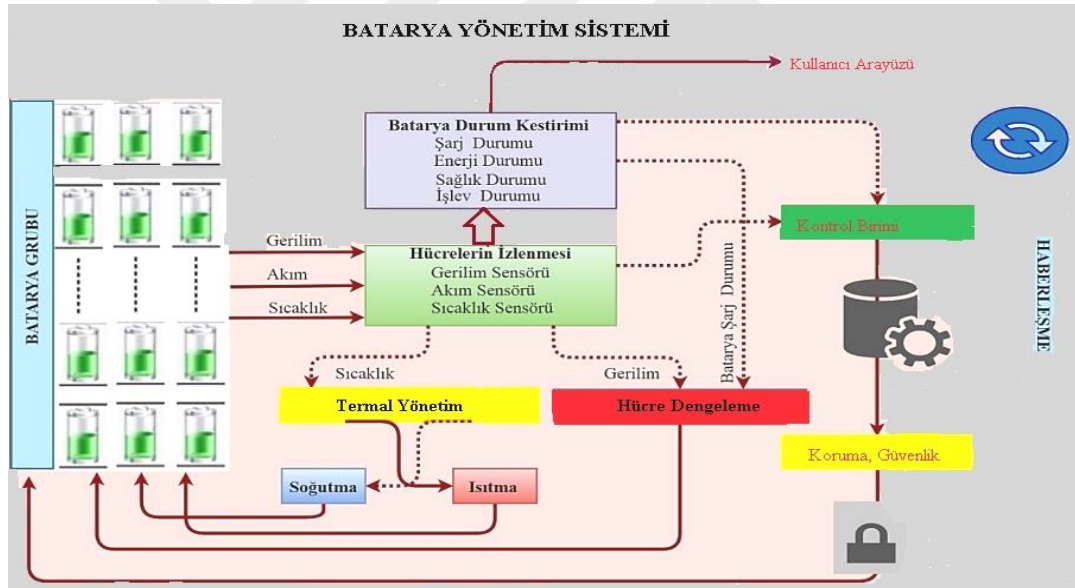 BATARYA YÖNETİM SİSTEMİ
Kullanıcı Arayüzü
Batarya Durum Kestirimi
Şarj Durumu
Enerji Durumu
Sağlık Durumu
İşlev Durumu
BATARYA GRUBU
Gerilim
Akım
Sıcaklık
Hücrelerin İzlenmesi
Gerilim Sensörü
Akım Sensörü
Sıcaklık Sensörü
Kontrol Birimi
HABERLEŞME
Batarya Şarj Durumu
Sıcaklık
Gerilim
Termal Yönetim
Hücre Dengeleme
Koruma, Güvenlik
Soğutma
Isıtma